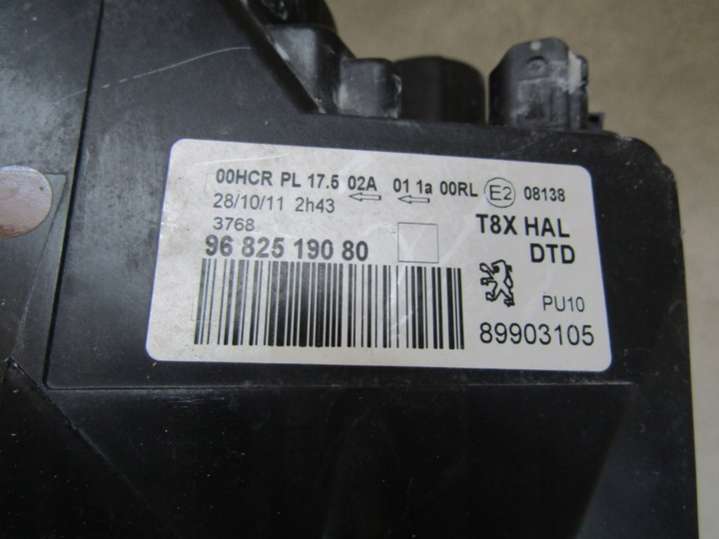 00HCR PL 17.5 02A 01 1a 00RL E2 08138
28/10/11 2h43
3768
96 825 190 80
T8X HAL
DTD
PU10
89903105